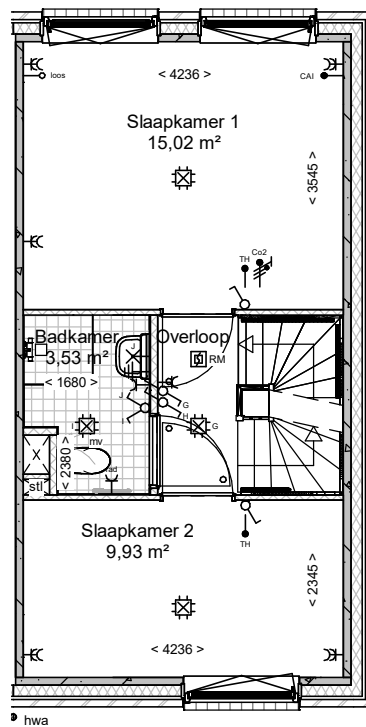 < 4236 >
loos
CAI
Slaapkamer 1
15,02 m²
< 3545 >
Co2
TH
Badkamer
3,53 m²
Overloop
J
RM
< 1680 >
J
G
H
I
G
mv
X
< 2380 >
rad
stl
Slaapkamer 2
9,93 m²
TH
< 2345 >
< 4236 >
hwa